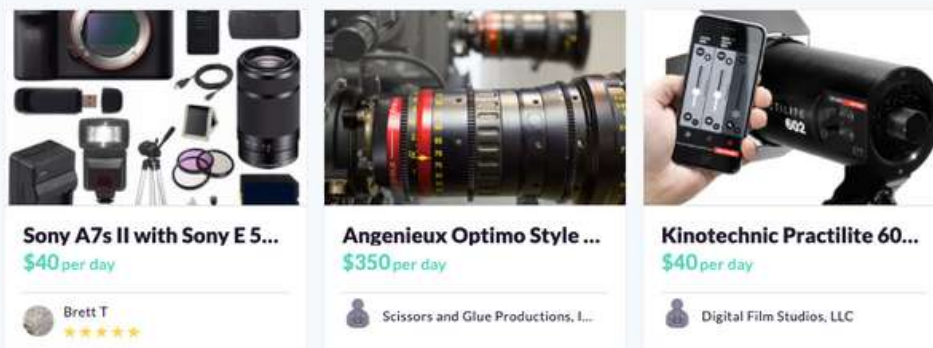 602
Sony A7s II with Sony E 5...
$40 per day
Brett T
Angenieux Optimo Style ...
$350 per day
Scissors and Glue Productions, I...
Kinotechnic Practilite 60...
$40 per day
Digital Film Studios, LLC